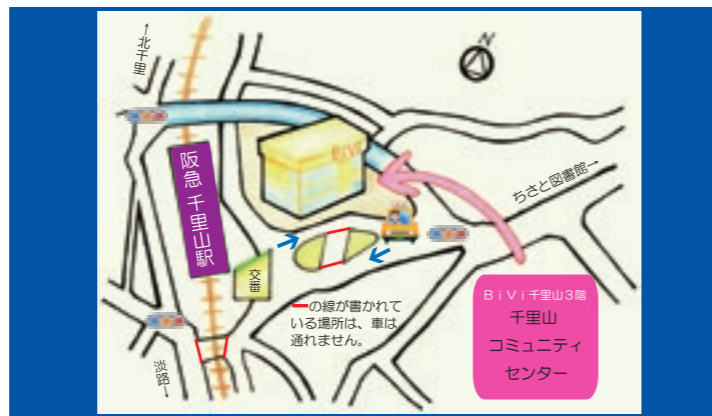 ←北千里
N
BiVi
阪急 千里山駅
ちさと図書館→
交番
ーの線が書かれて
いる場所は、車は
通れません。
BiVi千里山3階
千里山
コミュニティ
センター
淡路→